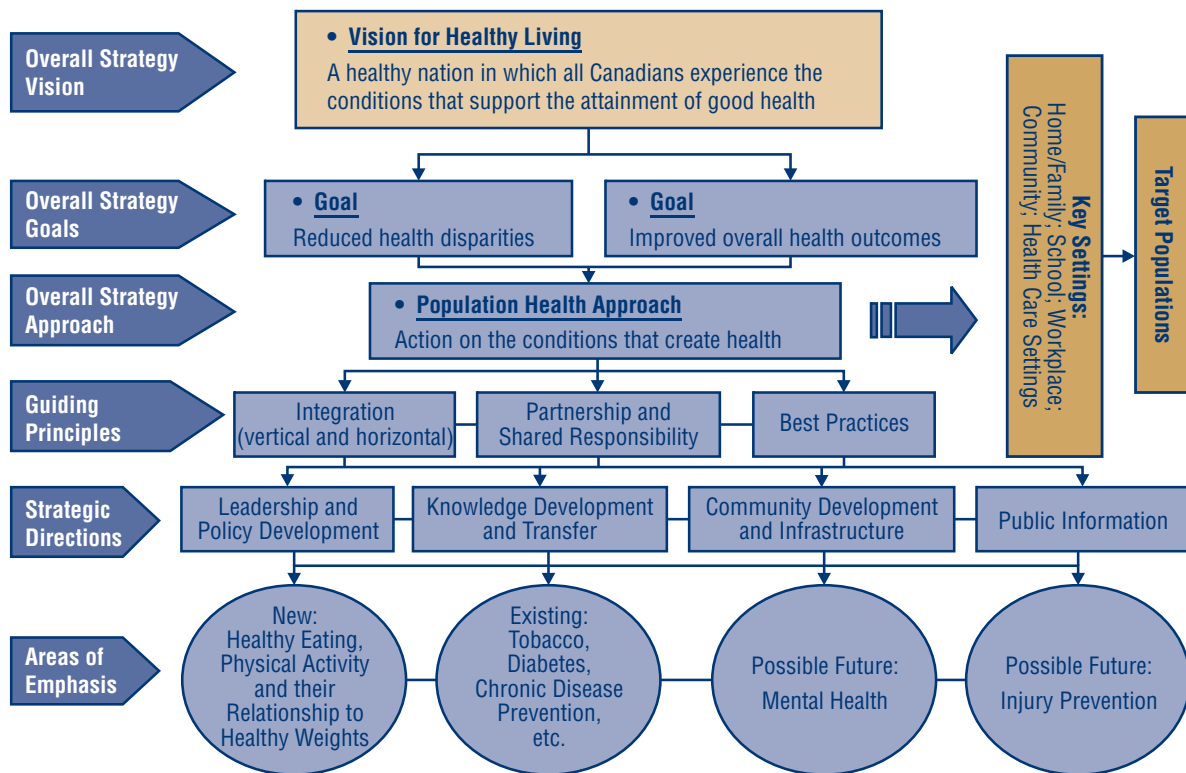 Overall Strategy
Vision
• Vision for Healthy Living
A healthy nation in which all Canadians experience the
conditions that support the attainment of good health
Overall Strategy
Goals
• Goal
Reduced health disparities
• Goal
Improved overall health outcomes
Overall Strategy
Approach
• Population Health Approach
Action on the conditions that create health
Key Settings:
Home/Family; School; Workplace;
Community; Health Care Settings
Target Populations
Guiding
Principles
Integration
(vertical and horizontal)
Partnership and
Shared Responsibility
Best Practices
Strategic
Directions
Leadership and
Policy Development
Knowledge Development
and Transfer
Community Development
and Infrastructure
Public Information
Areas of
Emphasis
New:
Healthy Eating,
Physical Activity
and their
Relationship to
Healthy Weights
Existing:
Tobacco,
Diabetes,
Chronic Disease
Prevention,
etc.
Possible Future:
Mental Health
Possible Future:
Injury Prevention